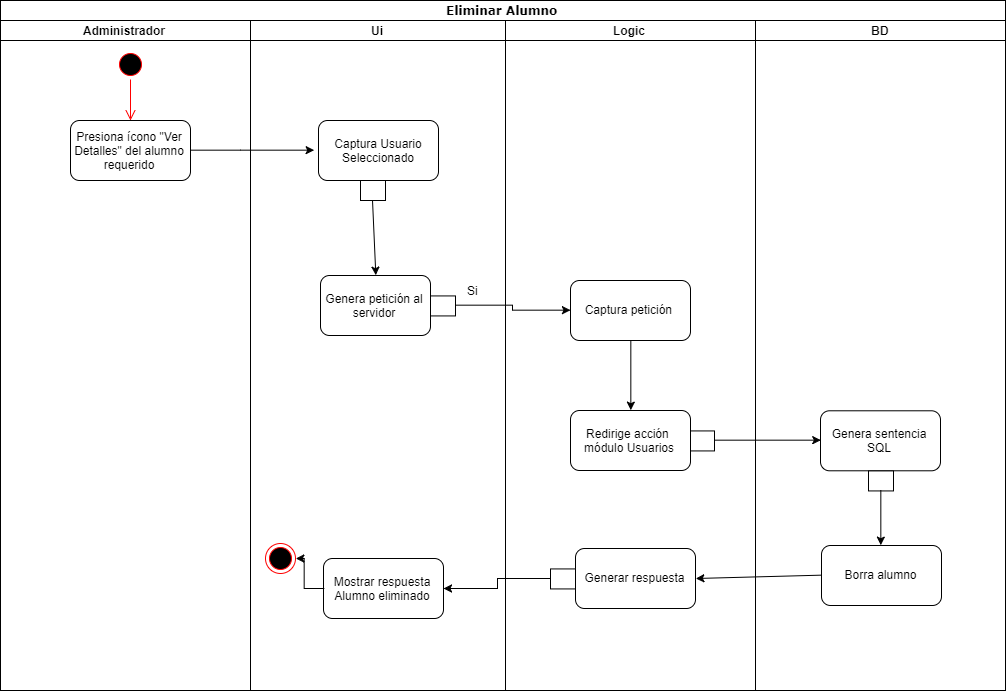 Eliminar Alumno
Administrador
Ui
Logic
BD
Presiona ícono "Ver
Detalles" del alumno
requerido
Captura Usuario
Seleccionado
Genera petición al
servidor
Si
Captura petición
Redirige acción
módulo Usuarios
Genera sentencia
SQL
Mostrar respuesta
Alumno eliminado
Generar respuesta
Borra alumno